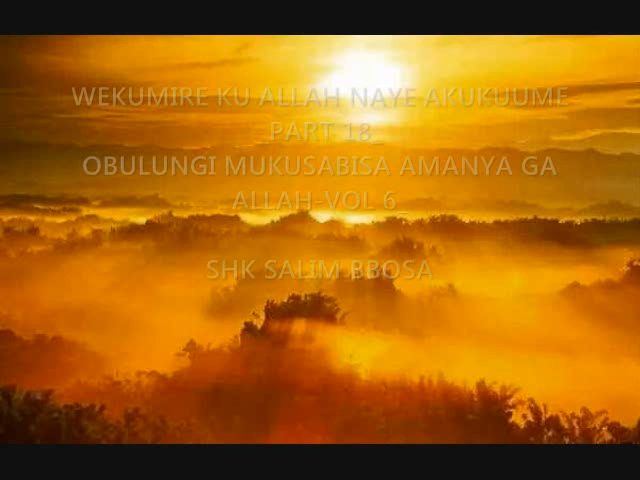 WEKUMIRE KU ALLAH NAYE AKUKUUME
PART 18_
OBULUNGI MUKUSABISA AMANYA GA
ALLAH-VOL 6
SHK SALIM BBOSA